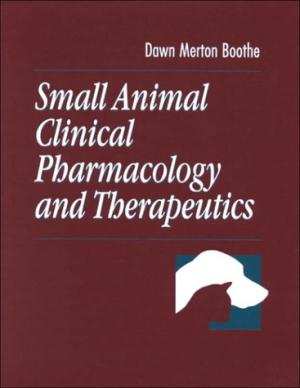 Dawn Merton Boothe
Small Animal
Clinical
Pharmacology
and Therapeutics